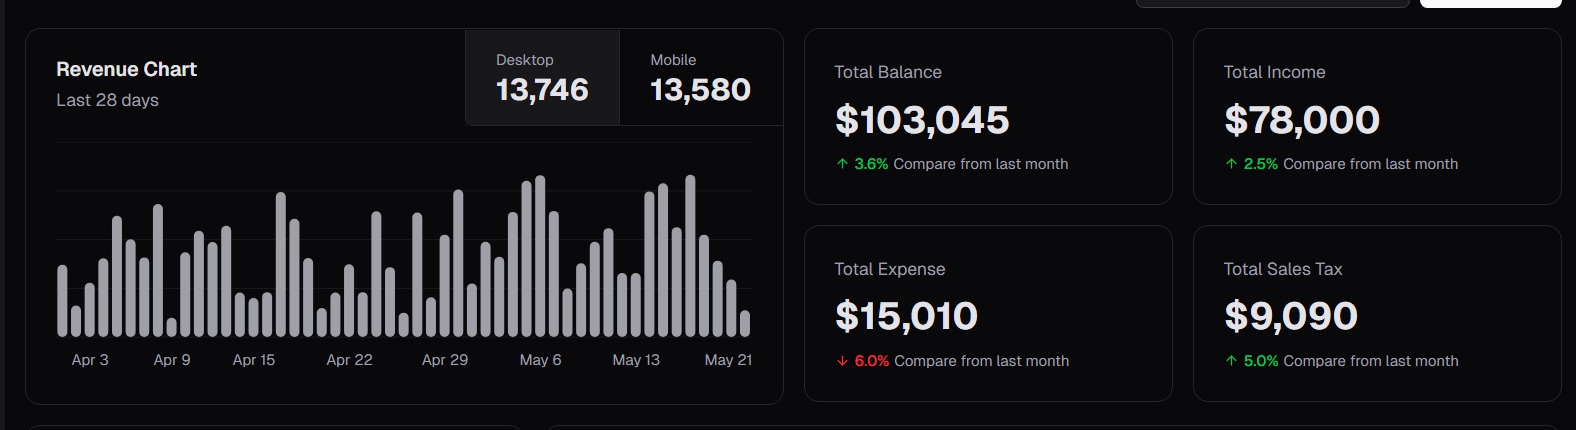 Revenue Chart
Last 28 days
Desktop
13,746
Mobile
13,580
Apr 3 Apr 9 Apr 15 Apr 22 Apr 29 May 6 May 13 May 21
Total Balance
$103,045
↑ 3.6% Compare from last month
Total Income
$78,000
↑ 2.5% Compare from last month
Total Expense
$15,010
↓ 6.0% Compare from last month
Total Sales Tax
$9,090
↑ 5.0% Compare from last month